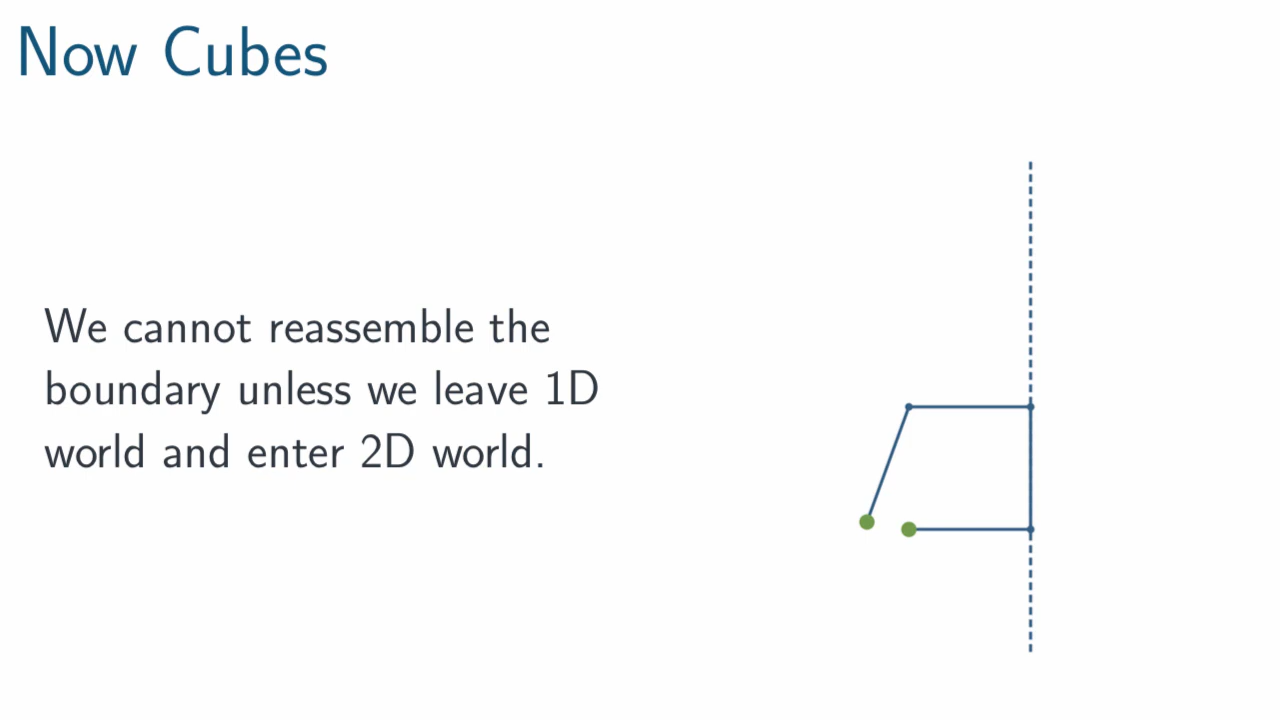 Now Cubes
We cannot reassemble the
boundary unless we leave 1D
world and enter 2D world.